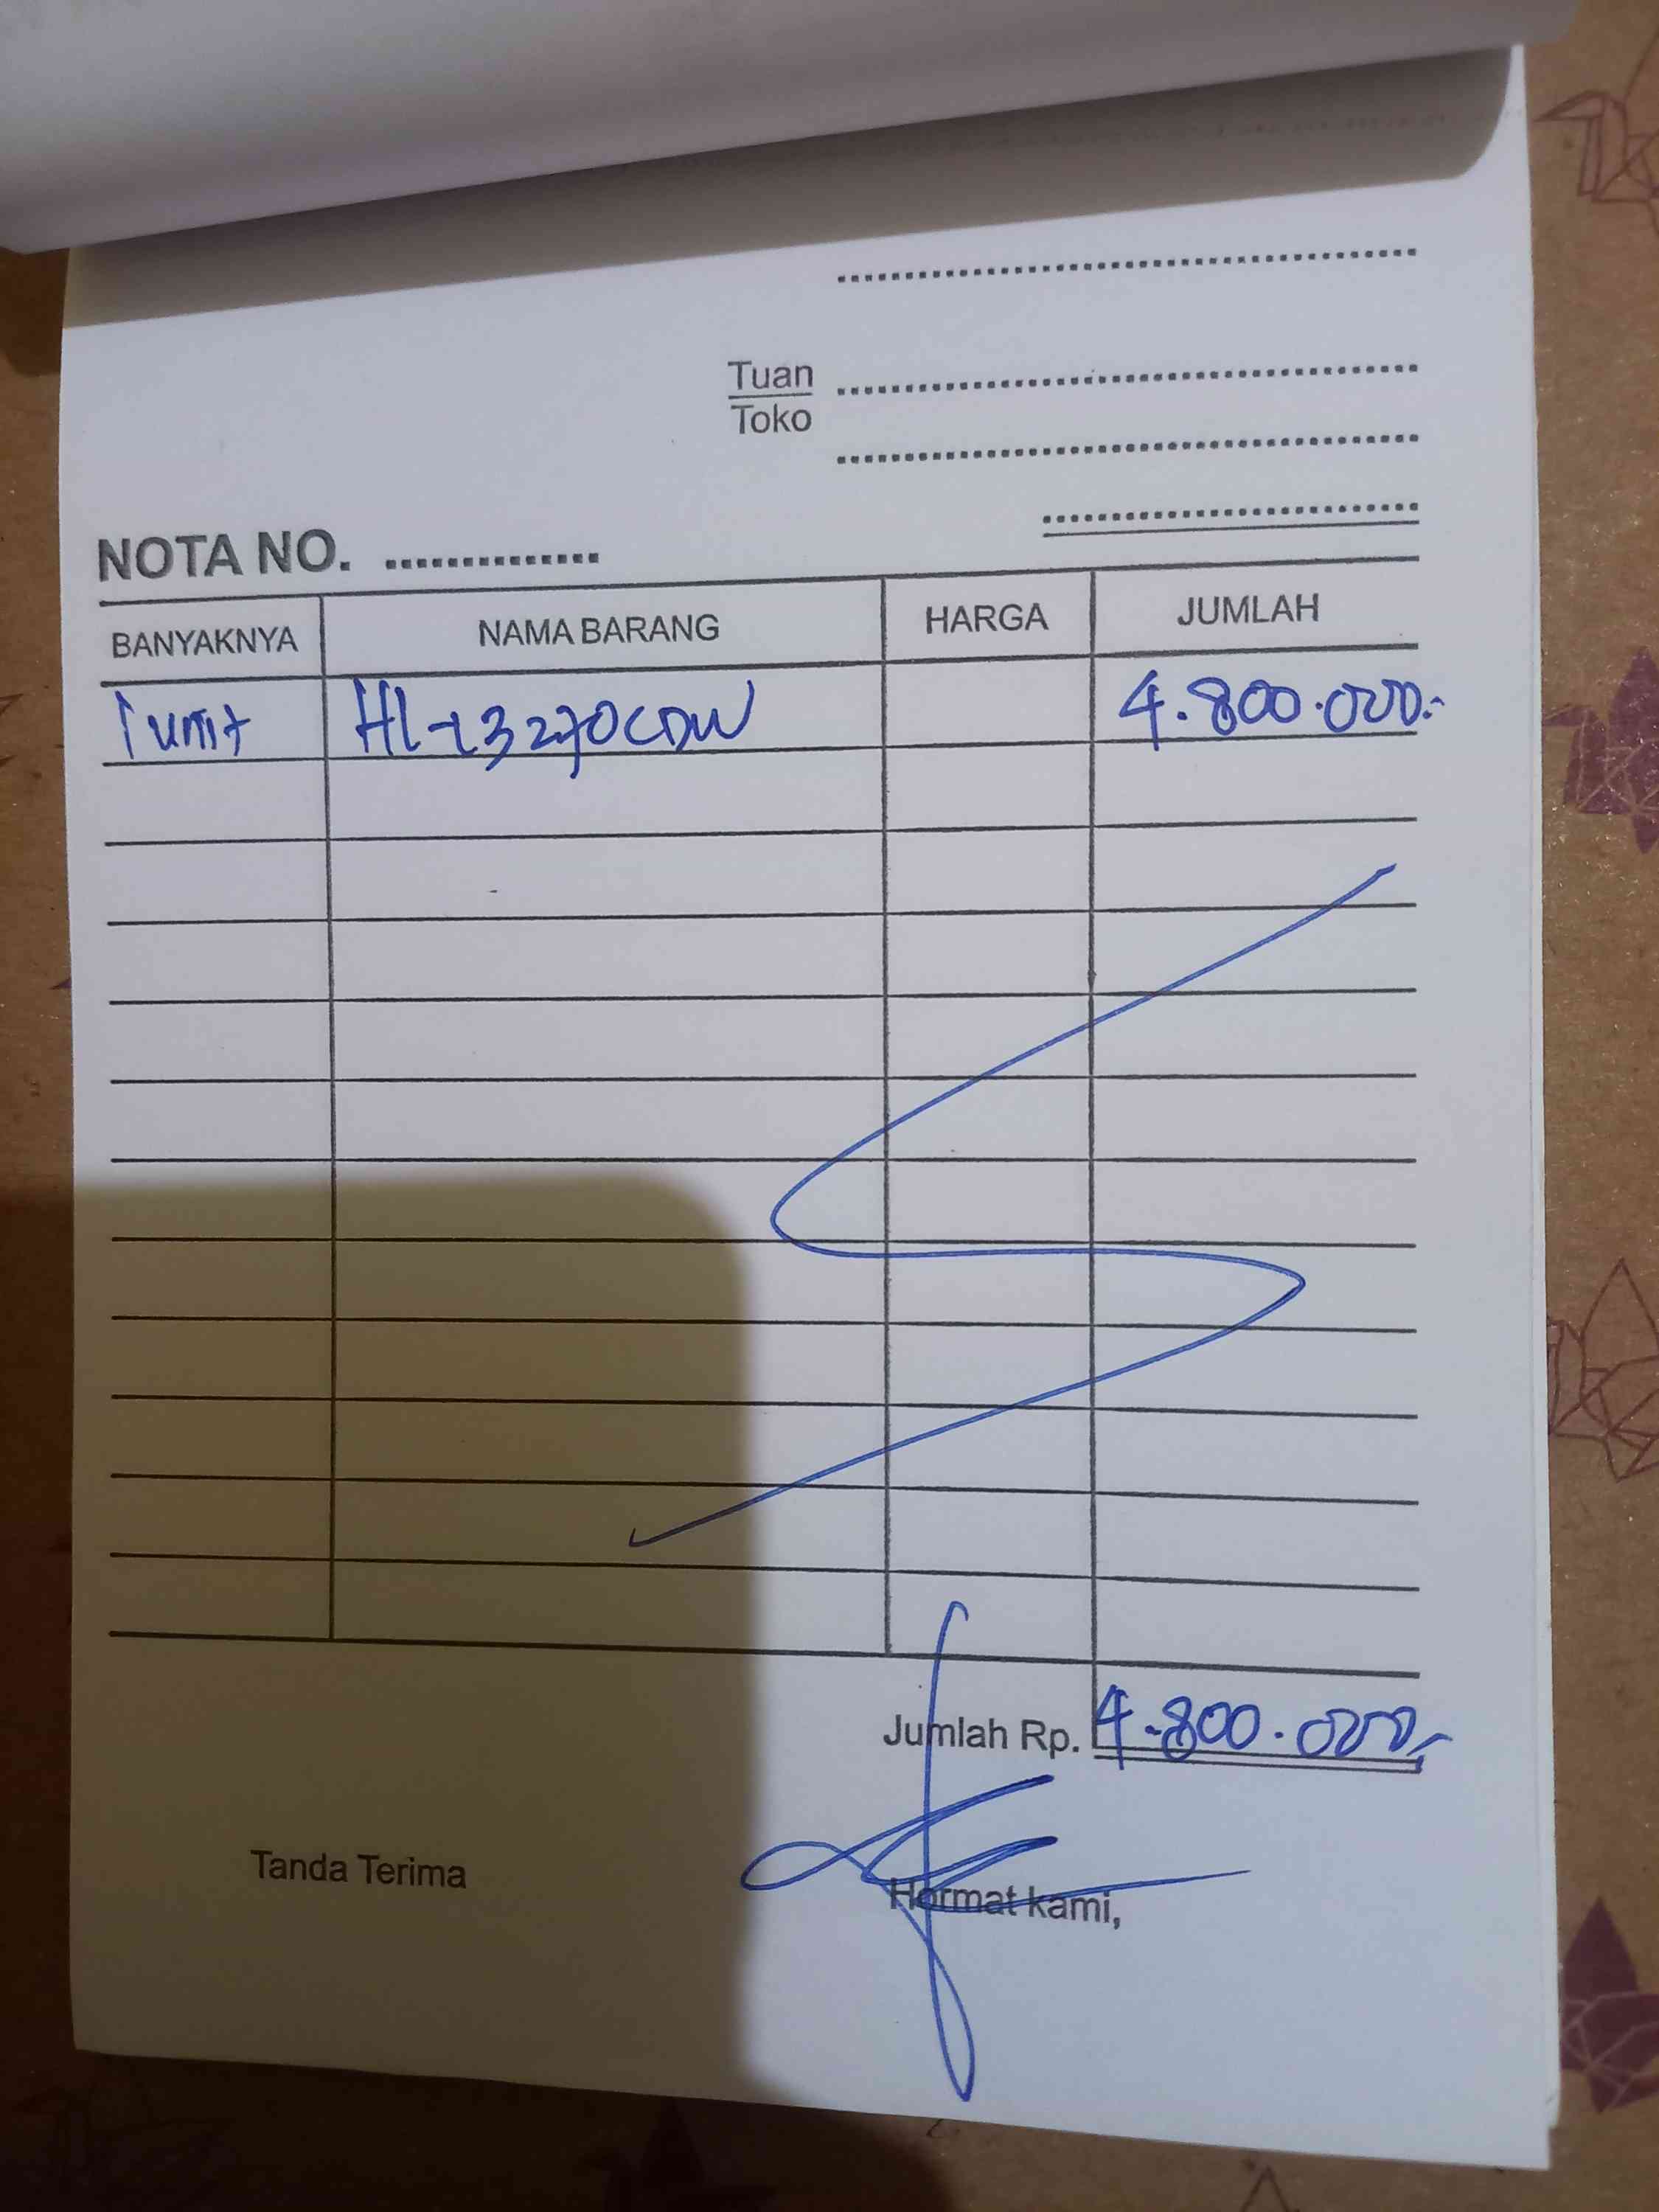 Tuan
Toko
NOTA NO. ..............
BANYAKNYA NAMA BARANG HARGA JUMLAH
1 unit HL-L3270CDW 4.800.000.-
Jumlah Rp. 4.800.000,-
Tanda Terima
Hormat kami,